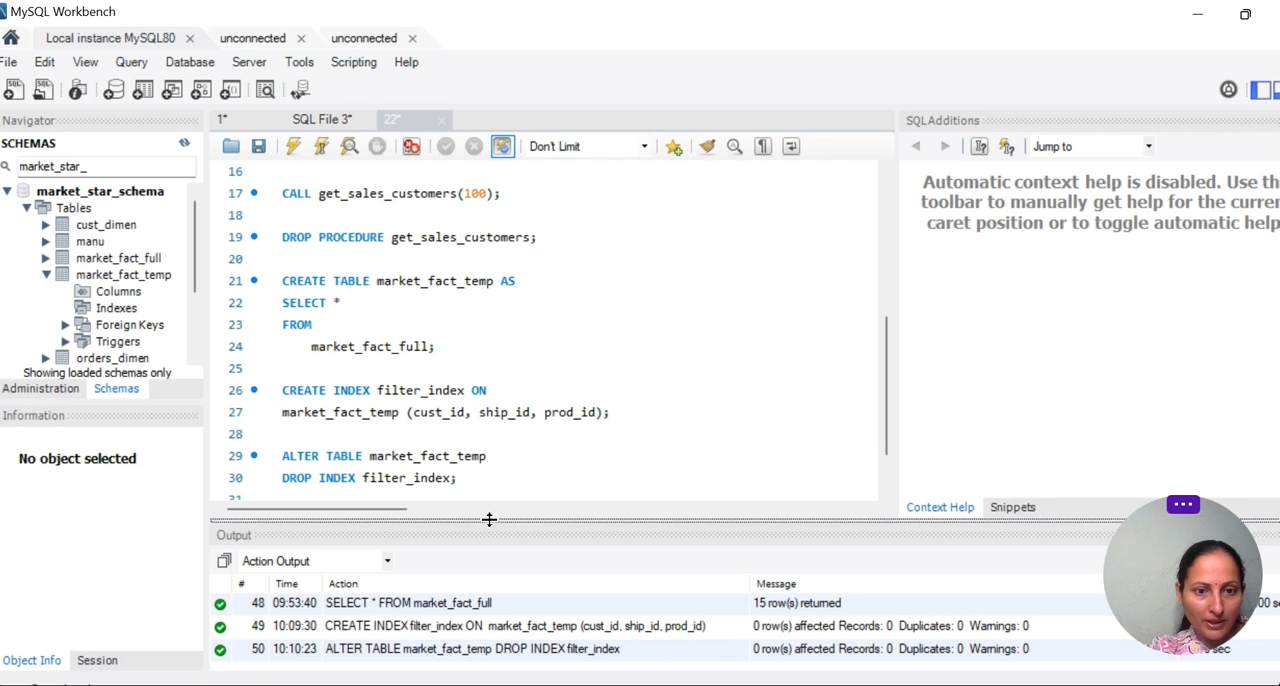 MySQL Workbench
Local instance MySQL80 × unconnected × unconnected ×
File Edit View Query Database Server Tools Scripting Help
Navigator
SCHEMAS
market_star_
market_star_schema
Tables
cust_dimen
manu
market_fact_full
market_fact_temp
Columns
Indexes
Foreign Keys
Triggers
orders_dimen
Showing loaded schemas only
Administration Schemas
Information
No object selected
Object Info Session
1* SQL File 3* 22* ×
Don't Limit
16
17 CALL get_sales_customers(100);
18
19 DROP PROCEDURE get_sales_customers;
20
21 CREATE TABLE market_fact_temp AS
22 SELECT *
23 FROM
24 market_fact_full;
25
26 CREATE INDEX filter_index ON
27 market_fact_temp (cust_id, ship_id, prod_id);
28
29 ALTER TABLE market_fact_temp
30 DROP INDEX filter_index;
31
SQLAdditions
Jump to
Automatic context help is disabled. Use th
toolbar to manually get help for the curren
caret position or to toggle automatic help
Context Help Snippets
Output
Action Output
# Time Action Message
48 09:53:40 SELECT * FROM market_fact_full 15 row(s) returned
49 10:09:30 CREATE INDEX filter_index ON market_fact_temp (cust_id, ship_id, prod_id) 0 row(s) affected Records: 0 Duplicates: 0 Warnings: 0
50 10:10:23 ALTER TABLE market_fact_temp DROP INDEX filter_index 0 row(s) affected Records: 0 Duplicates: 0 Warnings: 0 sec